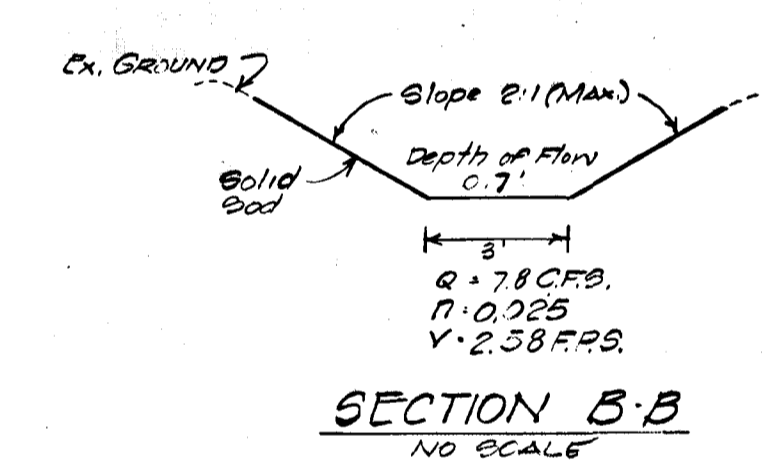 Ex. GROUND
Slope 2:1 (MAX.)
Depth of Flow
0.7'
Solid
Sod
3'
Q = 7.8 C.F.S.
n = 0.025
V = 2.58 F.P.S.
SECTION B-B
NO SCALE